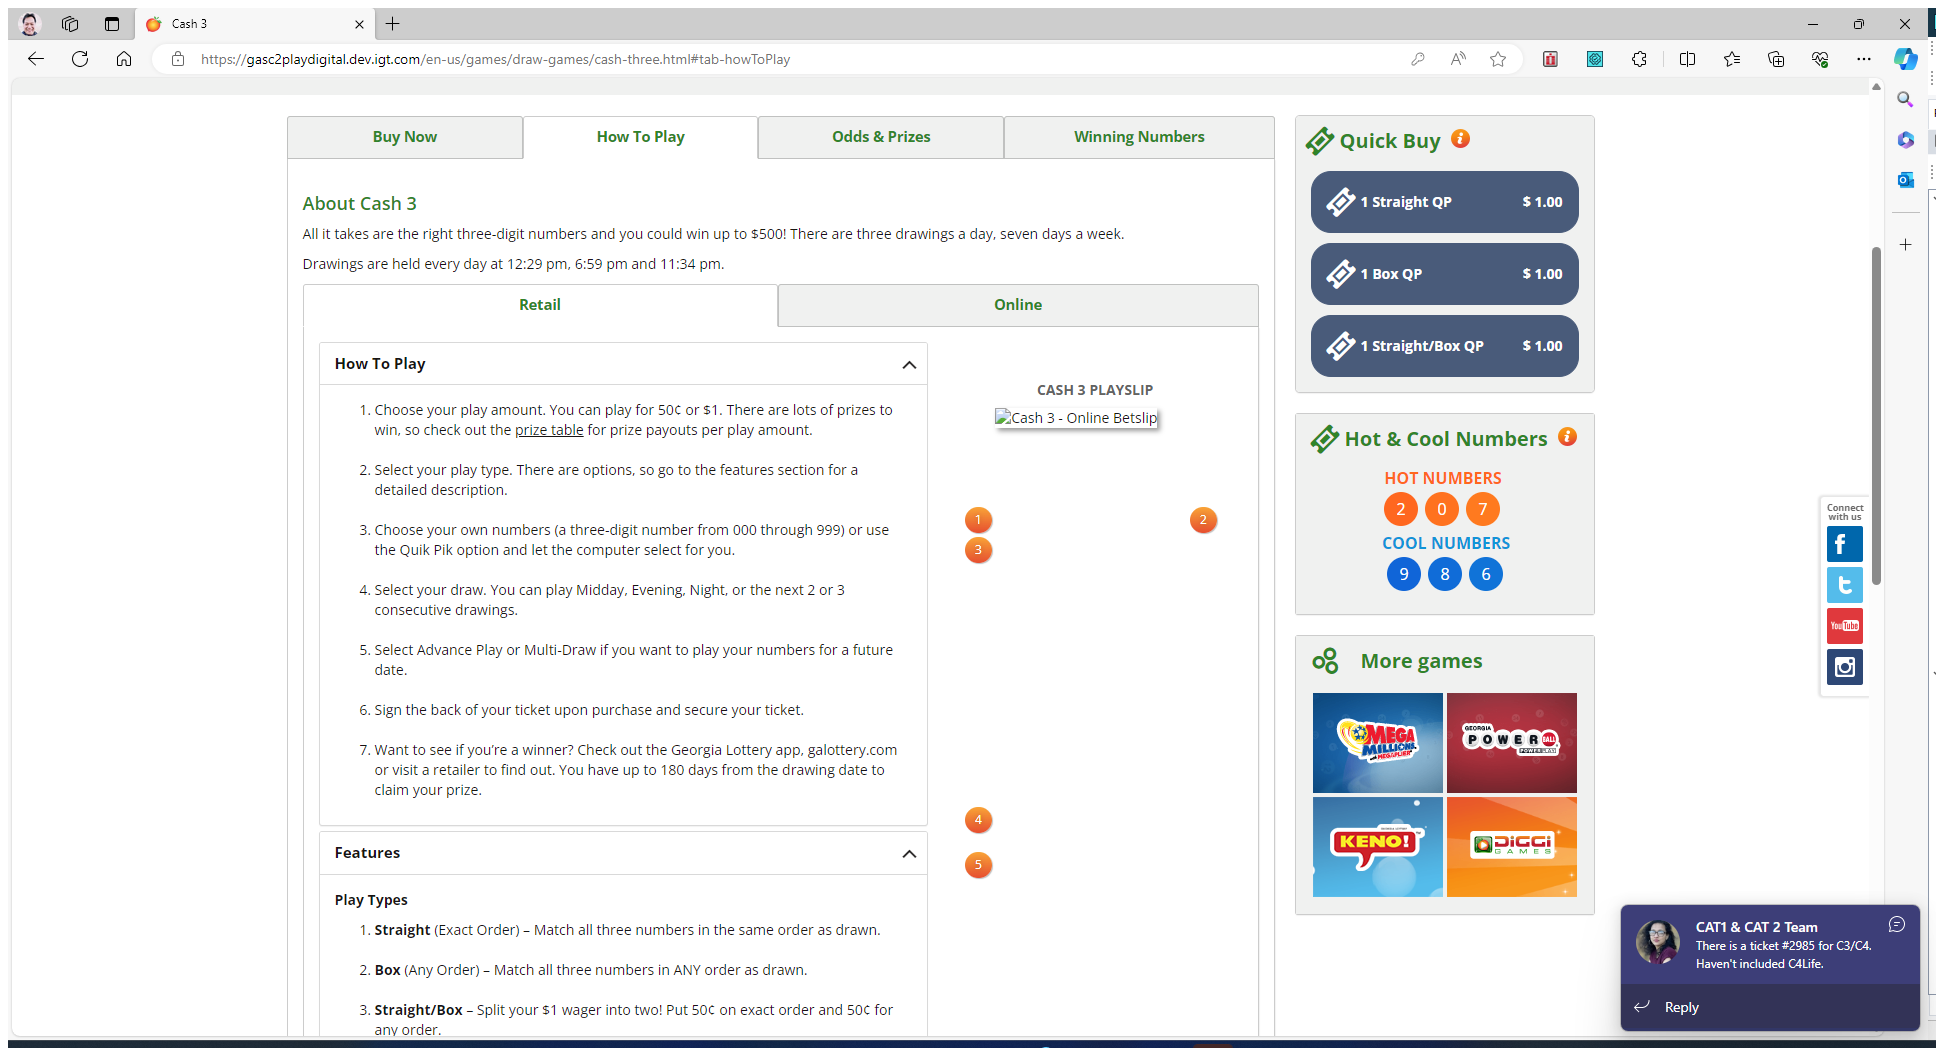 Cash 3
https://gasc2playdigital.dev.igt.com/en-us/games/draw-games/cash-three.html#tab-howToPlay
Buy Now
How To Play
Odds & Prizes
Winning Numbers
About Cash 3
All it takes are the right three-digit numbers and you could win up to $500! There are three drawings a day, seven days a week.
Drawings are held every day at 12:29 pm, 6:59 pm and 11:34 pm.
Retail
Online
How To Play
1. Choose your play amount. You can play for 50¢ or $1. There are lots of prizes to
win, so check out the prize table for prize payouts per play amount.
2. Select your play type. There are options, so go to the features section for a
detailed description.
3. Choose your own numbers (a three-digit number from 000 through 999) or use
the Quik Pik option and let the computer select for you.
4. Select your draw. You can play Midday, Evening, Night, or the next 2 or 3
consecutive drawings.
5. Select Advance Play or Multi-Draw if you want to play your numbers for a future
date.
6. Sign the back of your ticket upon purchase and secure your ticket.
7. Want to see if you’re a winner? Check out the Georgia Lottery app, galottery.com
or visit a retailer to find out. You have up to 180 days from the drawing date to
claim your prize.
Features
Play Types
1. Straight (Exact Order) – Match all three numbers in the same order as drawn.
2. Box (Any Order) – Match all three numbers in ANY order as drawn.
3. Straight/Box – Split your $1 wager into two! Put 50¢ on exact order and 50¢ for
any order.
CASH 3 PLAYSLIP
Cash 3 - Online Betslip
1
2
3
4
5
Quick Buy
1 Straight QP $ 1.00
1 Box QP $ 1.00
1 Straight/Box QP $ 1.00
Hot & Cool Numbers
HOT NUMBERS
2 0 7
COOL NUMBERS
9 8 6
More games
MEGA
MILLIONS
MEGAPLIER
GEORGIA
POWERBALL
POWER PLAY
KENO!
DiGGi
GAMES
Connect
with us
You Tube
CAT1 & CAT 2 Team
There is a ticket #2985 for C3/C4.
Haven't included C4Life.
Reply